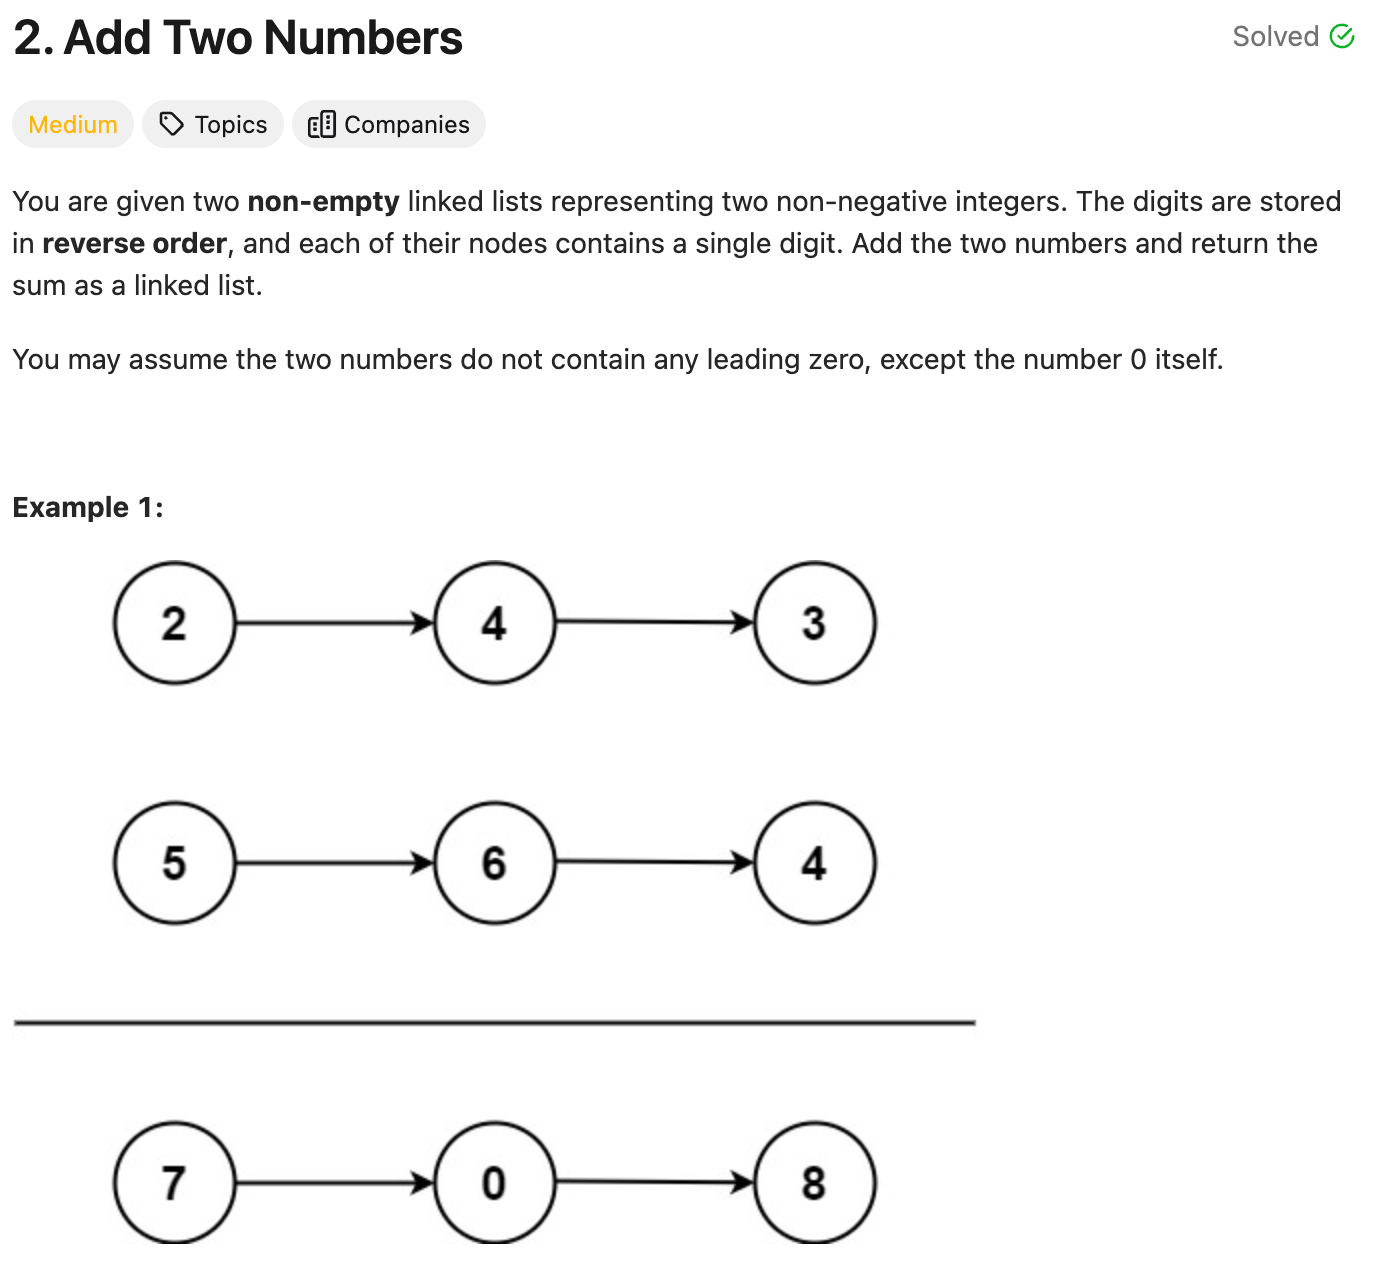 2. Add Two Numbers
Solved
Medium
Topics
Companies
You are given two non-empty linked lists representing two non-negative integers. The digits are stored
in reverse order, and each of their nodes contains a single digit. Add the two numbers and return the
sum as a linked list.
You may assume the two numbers do not contain any leading zero, except the number 0 itself.
Example 1:
2 4 3
5 6 4
7 0 8